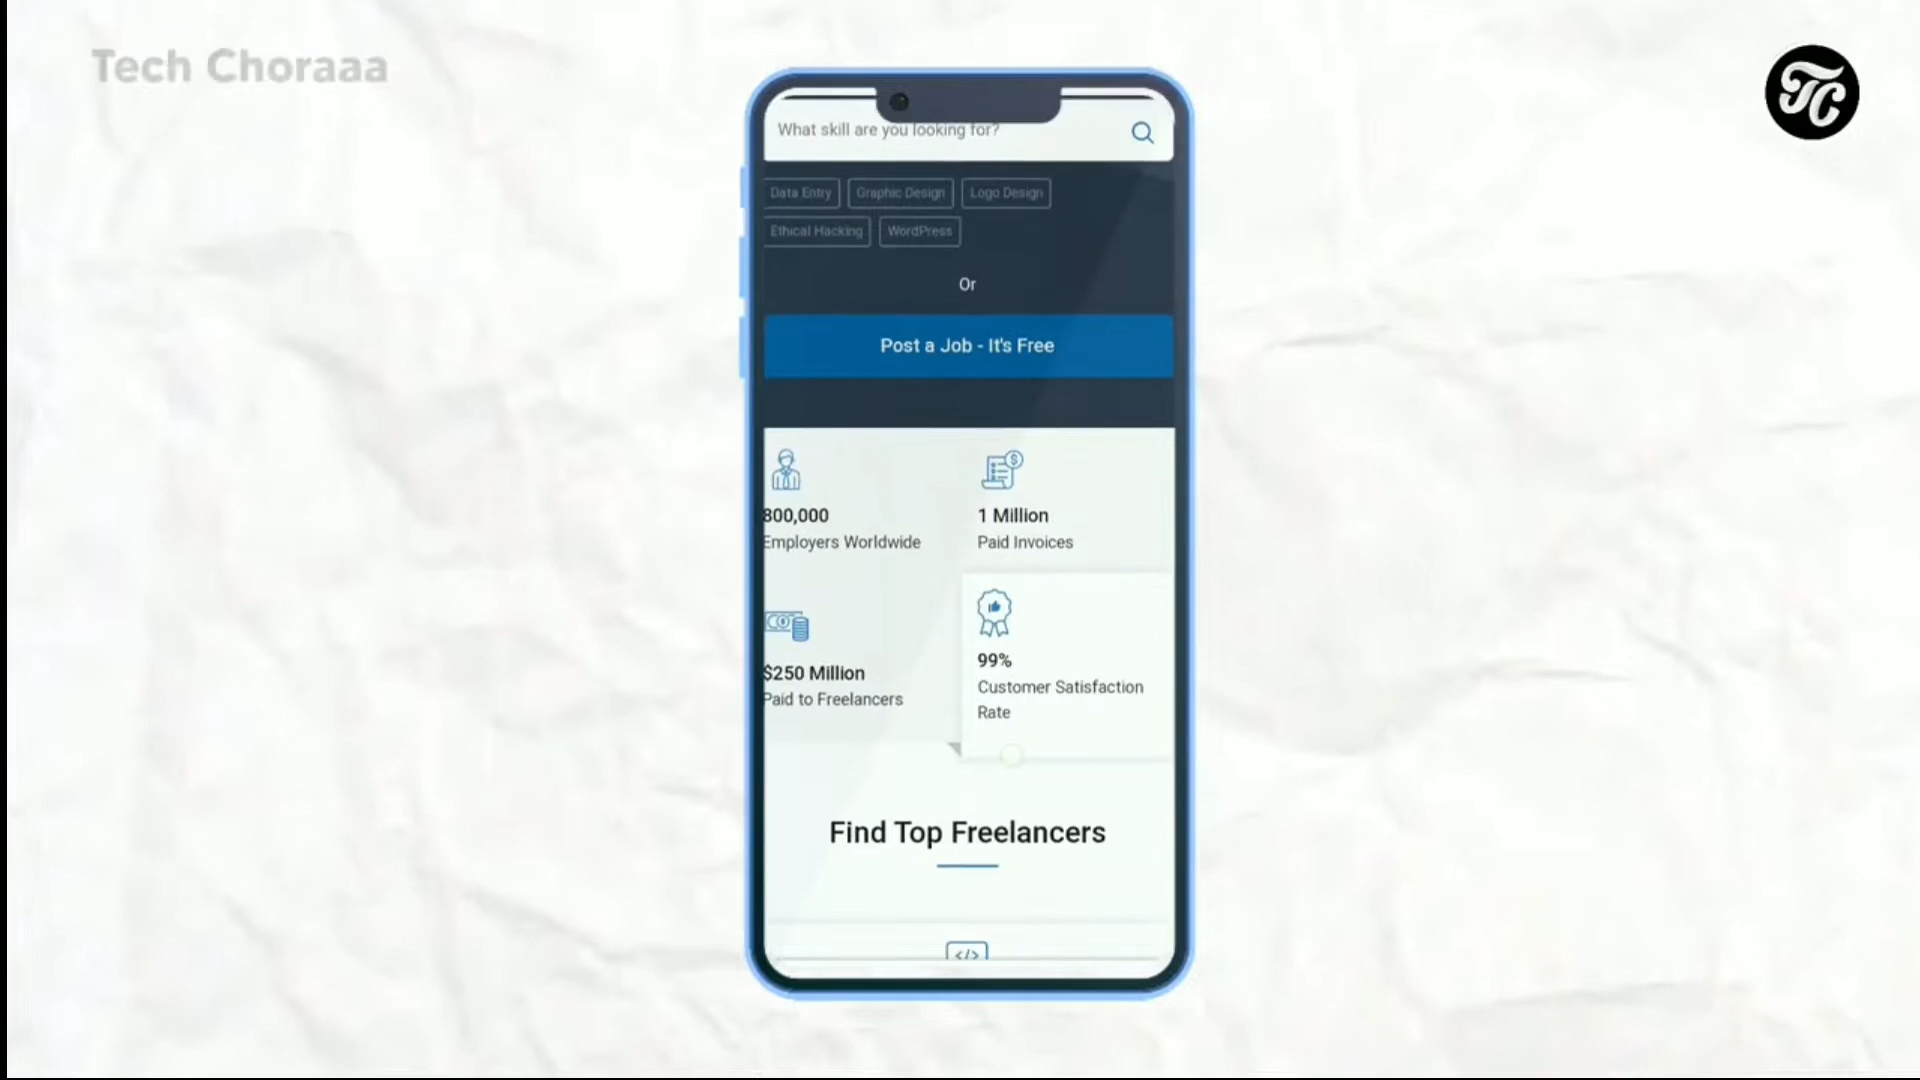 Tech Choraaa
TC
What skill are you looking for?
Data Entry Graphic Design Logo Design
Ethical Hacking WordPress
Or
Post a Job - It's Free
800,000
Employers Worldwide
1 Million
Paid Invoices
$250 Million
Paid to Freelancers
99%
Customer Satisfaction
Rate
Find Top Freelancers
</>